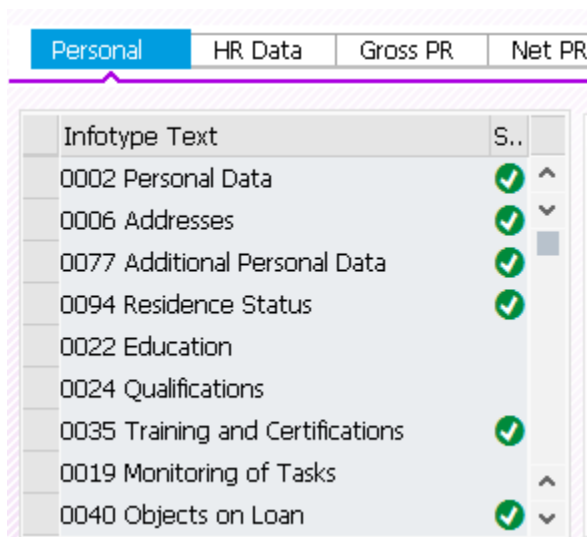 Personal HR Data Gross PR Net PR
Infotype Text S..
0002 Personal Data
0006 Addresses
0077 Additional Personal Data
0094 Residence Status
0022 Education
0024 Qualifications
0035 Training and Certifications
0019 Monitoring of Tasks
0040 Objects on Loan